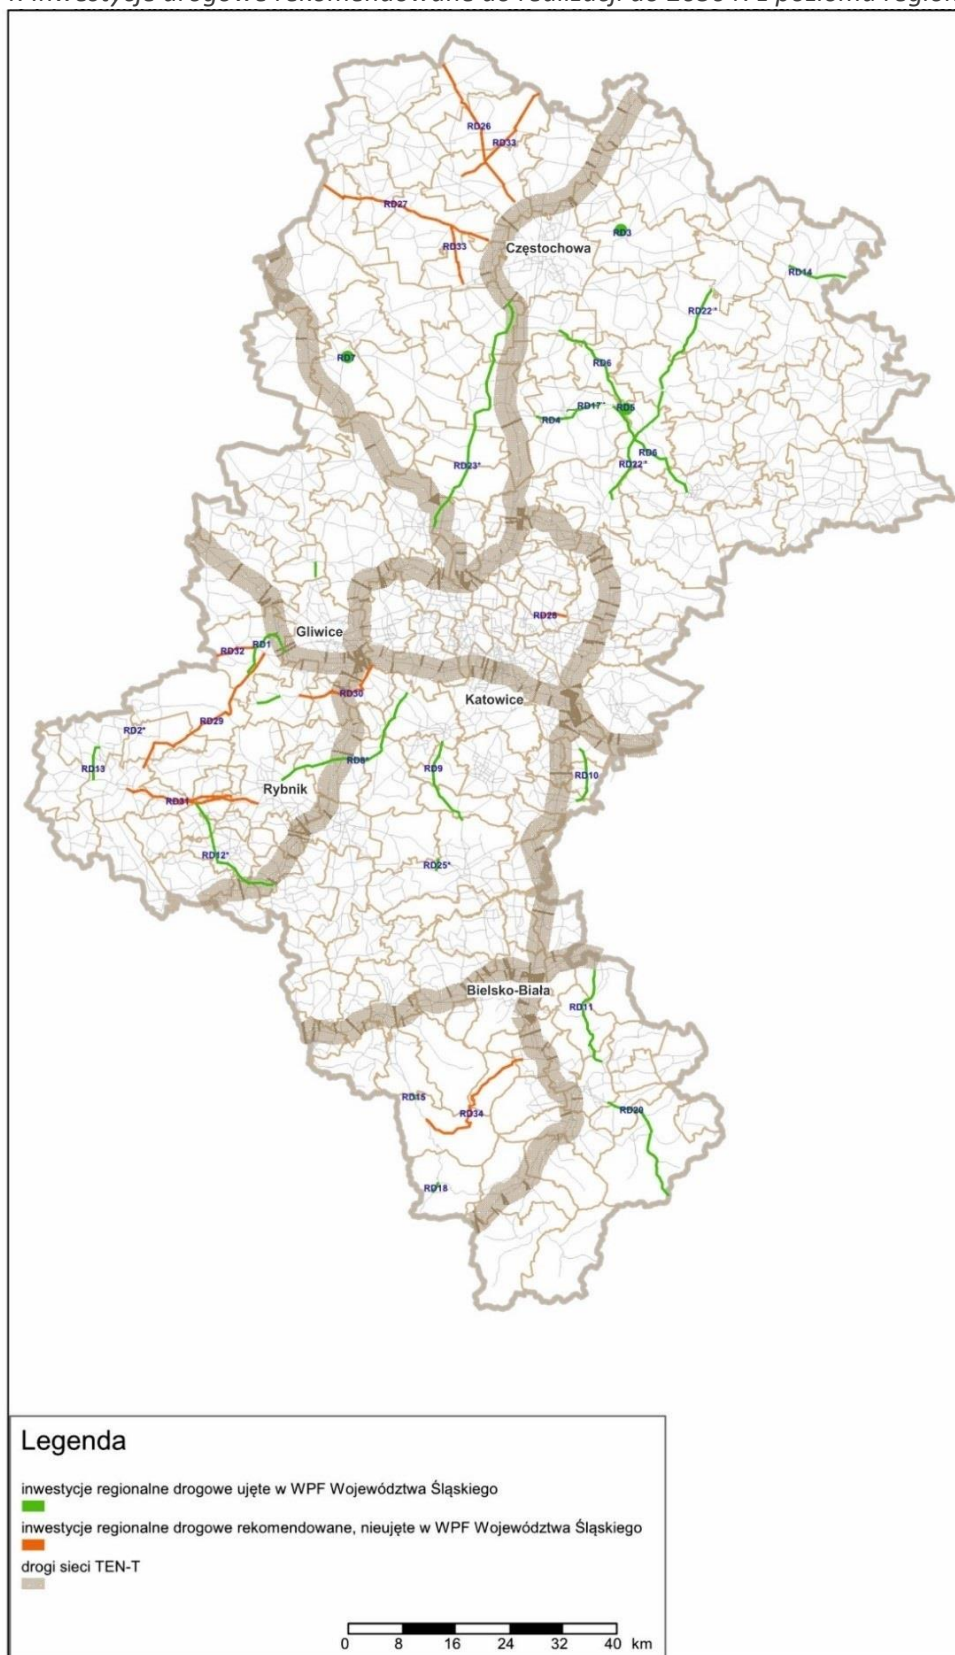 inwestycje drogowe rekomendowane do realizacji do 2030 r. z poziomu region
RD26
RD33
RD27
RD33
RD3
Częstochowa
RD14
RD22*
RD7
RD6
RD17*
RD5
RD4
RD6
RD22*
RD23*
RD28
Gliwice
RD1
RD32
Katowice
RD30
RD29
RD2*
RD8*
RD13
RD9
RD10
Rybnik
RD31
RD12*
RD25*
Bielsko-Biała
RD11
RD15
RD34
RD20
RD18
Legenda
inwestycje regionalne drogowe ujęte w WPF Województwa Śląskiego
inwestycje regionalne drogowe rekomendowane, nieujęte w WPF Województwa Śląskiego
drogi sieci TEN-T
0 8 16 24 32 40 km